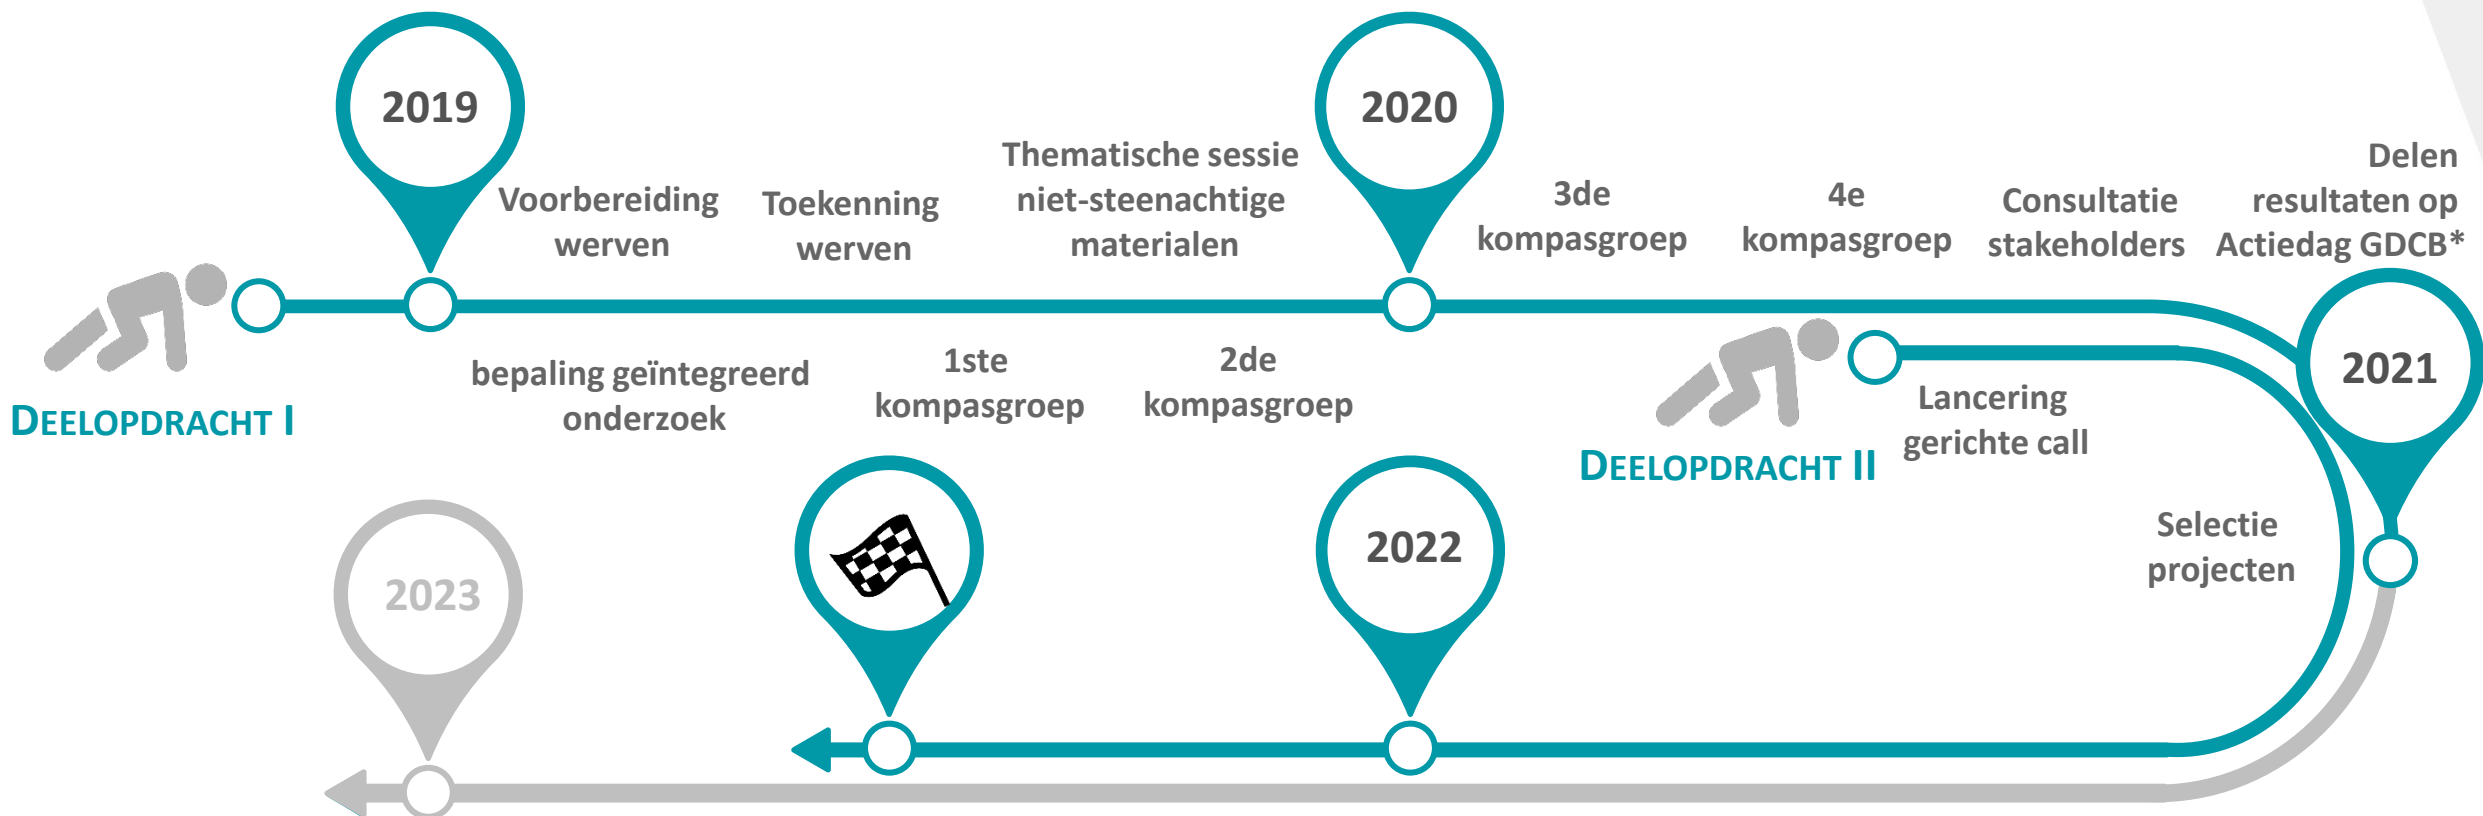 2019
2020
Voorbereiding
werven
Toekenning
werven
Thematische sessie
niet-steenachtige
materialen
3de
kompasgroep
4e
kompasgroep
Consultatie
stakeholders
Delen
resultaten op
Actiedag GDCB*
DEELOPDRACHT I
bepaling geïntegreerd
onderzoek
1ste
kompasgroep
2de
kompasgroep
DEELOPDRACHT II
Lancering
gerichte call
2021
Selectie
projecten
2022
2023